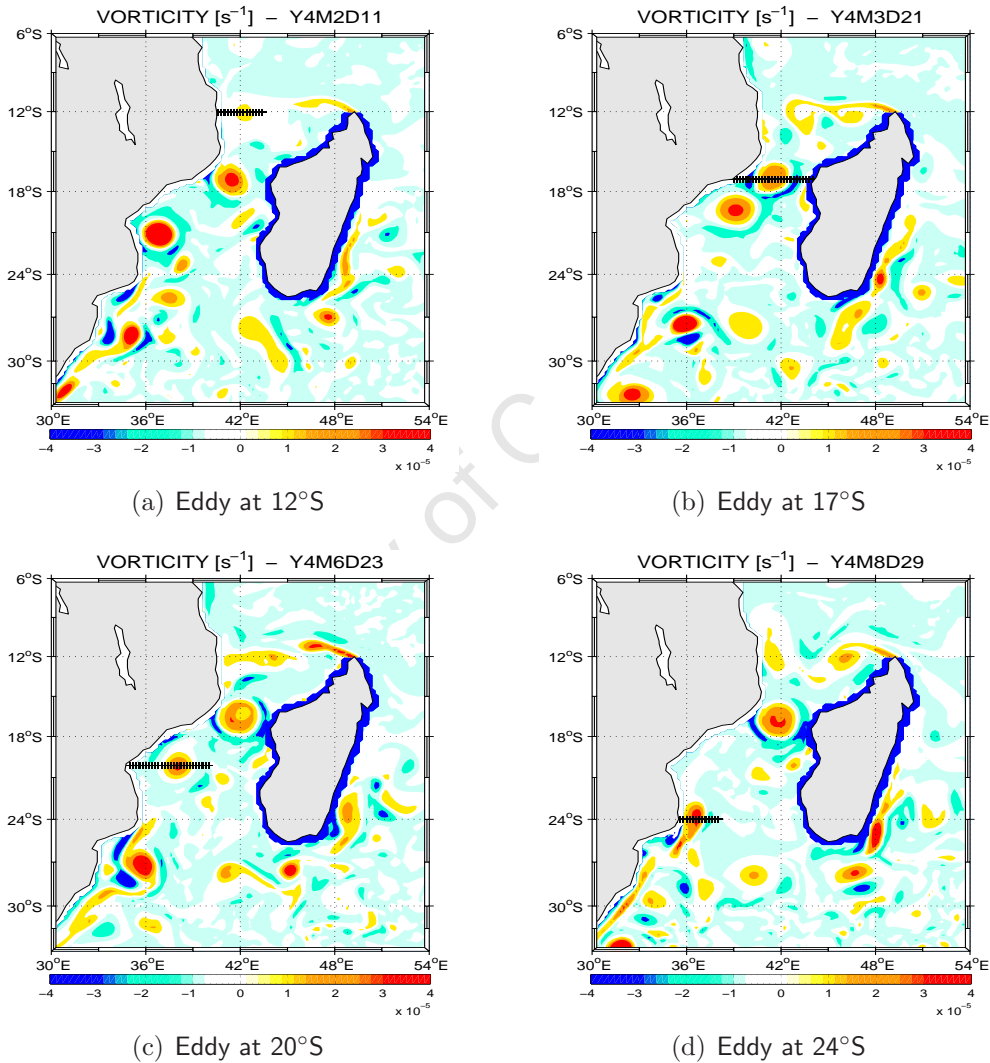 VORTICITY [s⁻¹] – Y4M2D11
6°S
12°S
18°S
24°S
30°S
30°E 36°E 42°E 48°E 54°E
−4 −3 −2 −1 0 1 2 3 4
x 10⁻⁵
(a) Eddy at 12°S
VORTICITY [s⁻¹] – Y4M3D21
6°S
12°S
18°S
24°S
30°S
30°E 36°E 42°E 48°E 54°E
−4 −3 −2 −1 0 1 2 3 4
x 10⁻⁵
(b) Eddy at 17°S
of C
VORTICITY [s⁻¹] – Y4M6D23
6°S
12°S
18°S
24°S
30°S
30°E 36°E 42°E 48°E 54°E
−4 −3 −2 −1 0 1 2 3 4
x 10⁻⁵
(c) Eddy at 20°S
VORTICITY [s⁻¹] – Y4M8D29
6°S
12°S
18°S
24°S
30°S
30°E 36°E 42°E 48°E 54°E
−4 −3 −2 −1 0 1 2 3 4
x 10⁻⁵
(d) Eddy at 24°S